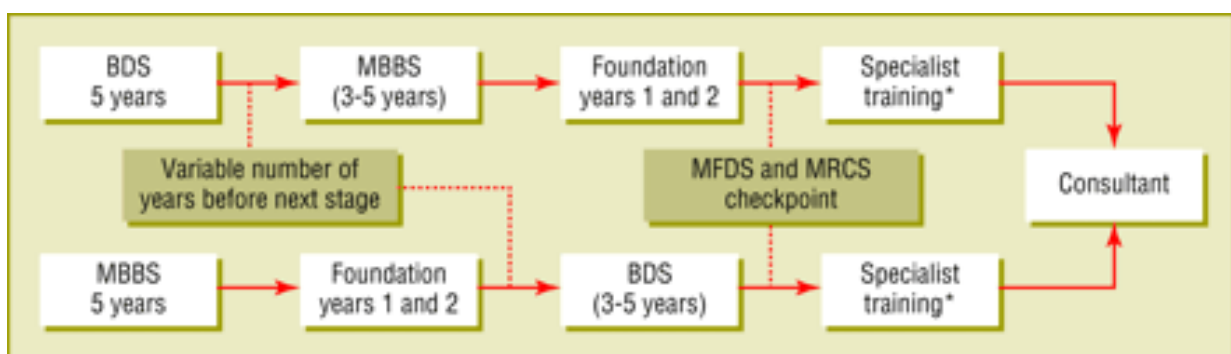 BDS
5 years
MBBS
(3-5 years)
Foundation
years 1 and 2
Specialist
training*
Variable number of
years before next stage
MFDS and MRCS
checkpoint
Consultant
MBBS
5 years
Foundation
years 1 and 2
BDS
(3-5 years)
Specialist
training*